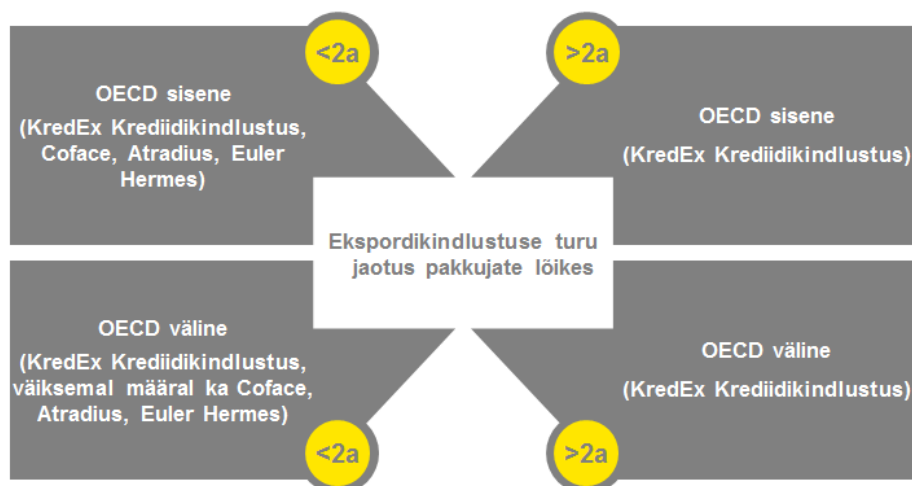 <2a
OECD sisene
(KredEx Krediidikindlustus,
Coface, Atradius, Euler
Hermes)
>2a
OECD sisene
(KredEx Krediidikindlustus)
Ekspordikindlustuse turu
jaotus pakkujate lõikes
OECD väline
(KredEx Krediidikindlustus,
väiksemal määral ka Coface,
Atradius, Euler Hermes)
<2a
OECD väline
(KredEx Krediidikindlustus)
>2a